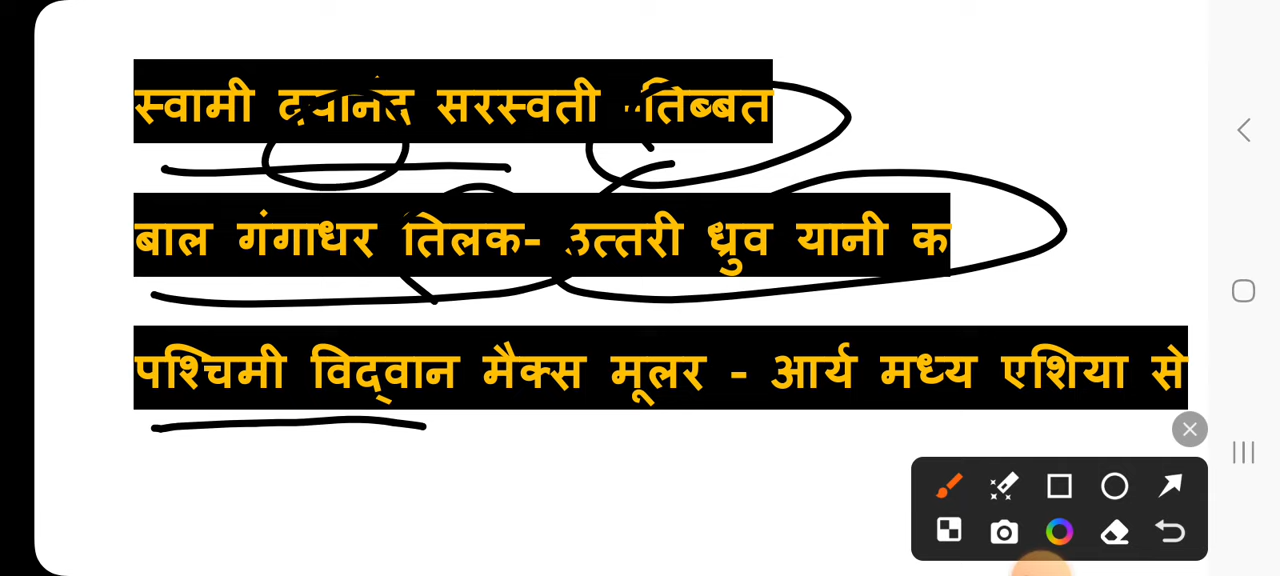 स्वामी दयानंद सरस्वती तिब्बत
बाल गंगाधर तिलक- उत्तरी ध्रुव यानी क
पश्चिमी विद्वान मैक्स मूलर - आर्य मध्य एशिया से